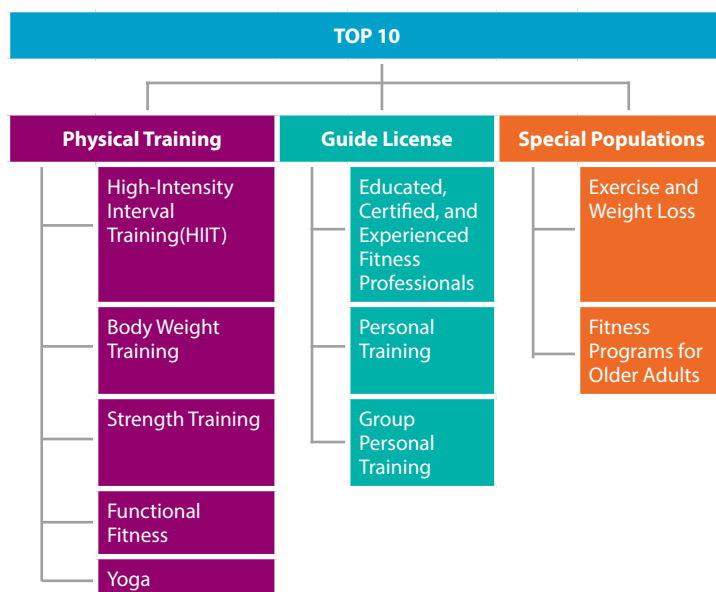 TOP 10
Physical Training
High-Intensity
Interval
Training(HIIT)
Body Weight
Training
Strength Training
Functional
Fitness
Yoga
Guide License
Educated,
Certified, and
Experienced
Fitness
Professionals
Personal
Training
Group
Personal
Training
Special Populations
Exercise and
Weight Loss
Fitness
Programs for
Older Adults